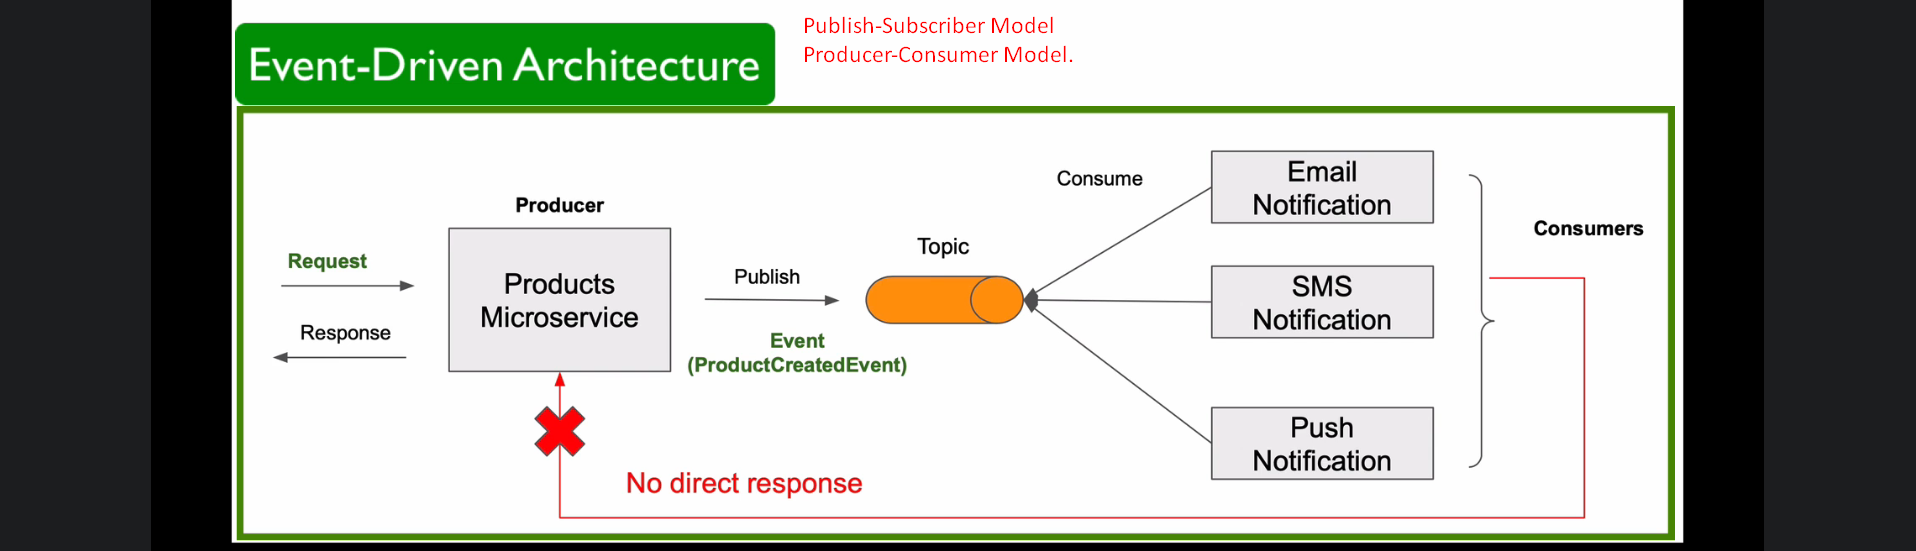 Event-Driven Architecture
Publish-Subscriber Model
Producer-Consumer Model.
Producer
Request
Response
Products
Microservice
Publish
Event
(ProductCreatedEvent)
Topic
Consume
Email
Notification
SMS
Notification
Push
Notification
Consumers
No direct response